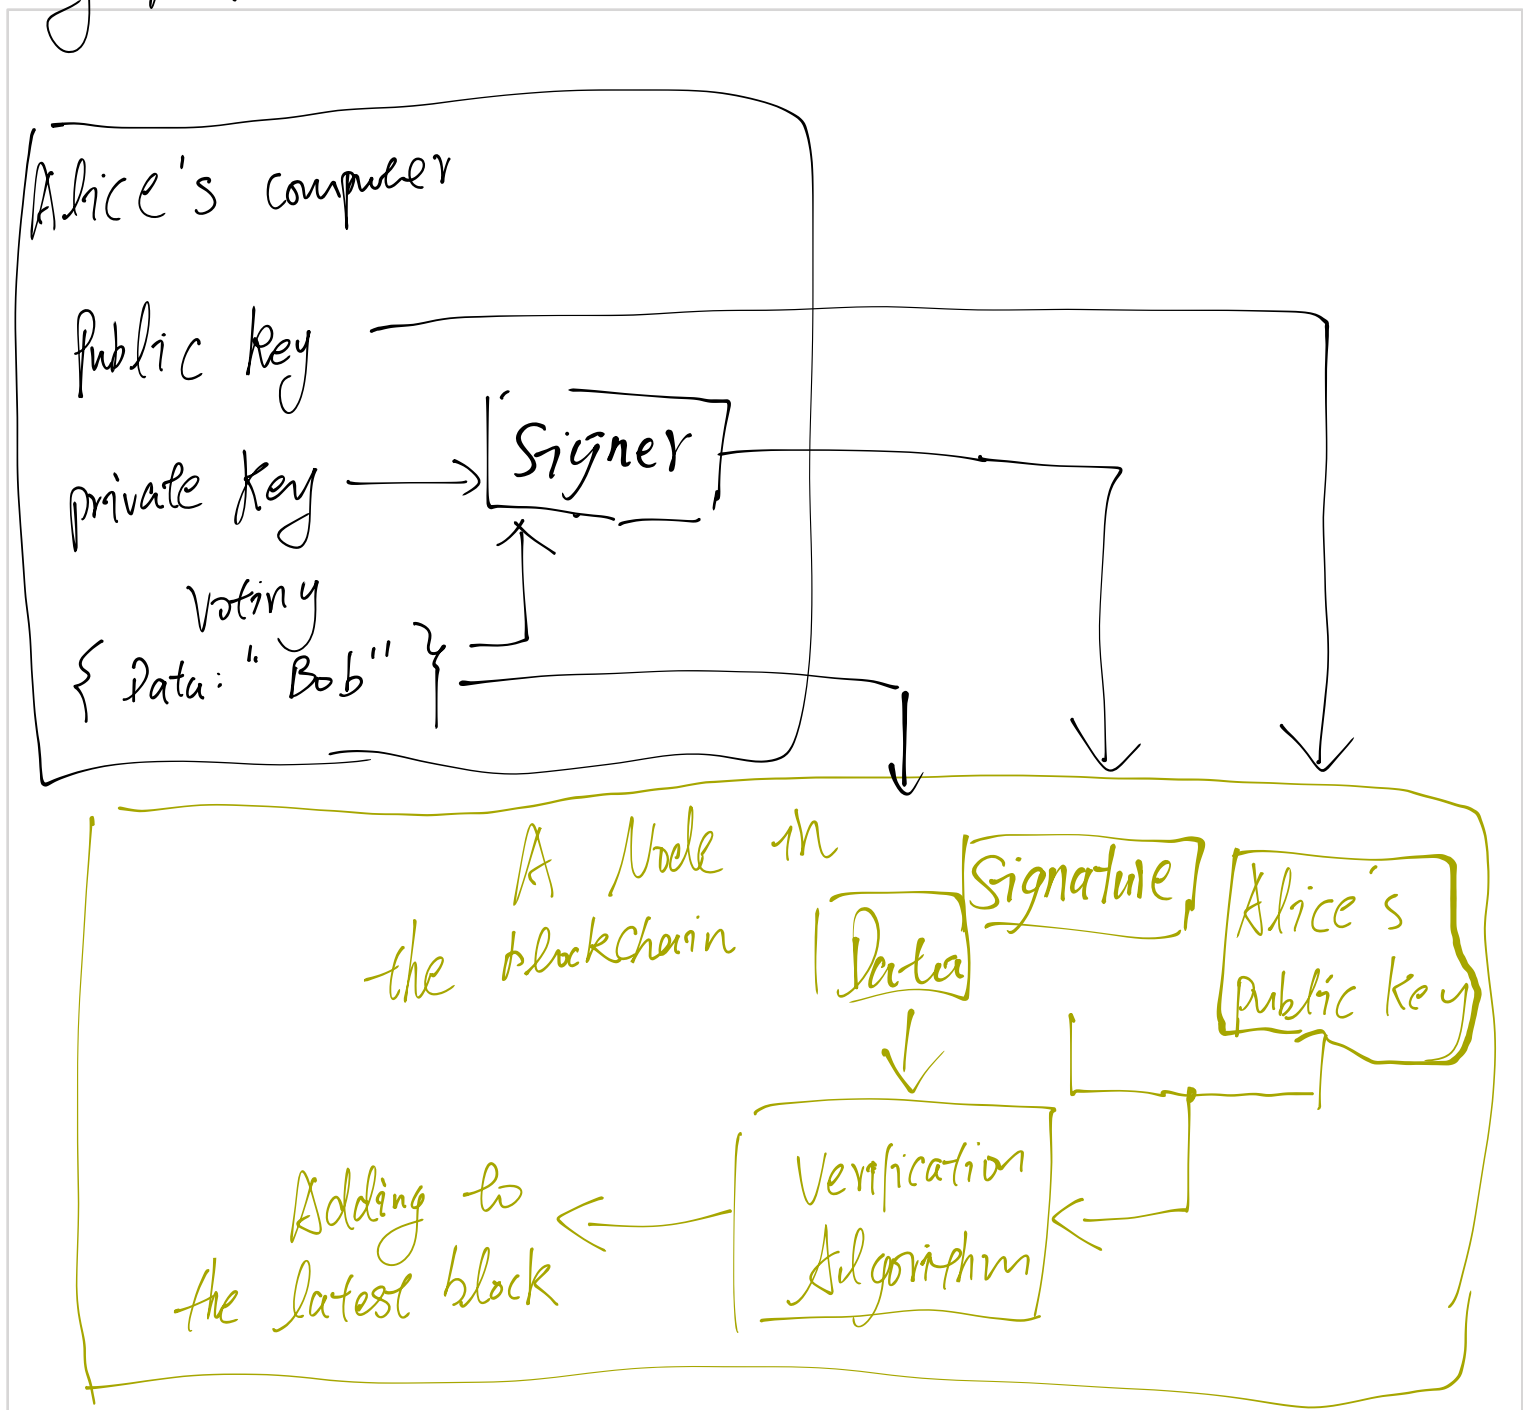 Alice's computer
Public key
private key
Signer
Voting
{ Data: "Bob" }
A Node in
the blockchain
Data
Signature
Alice's
public key
Verification
Algorithm
Adding to
the latest block